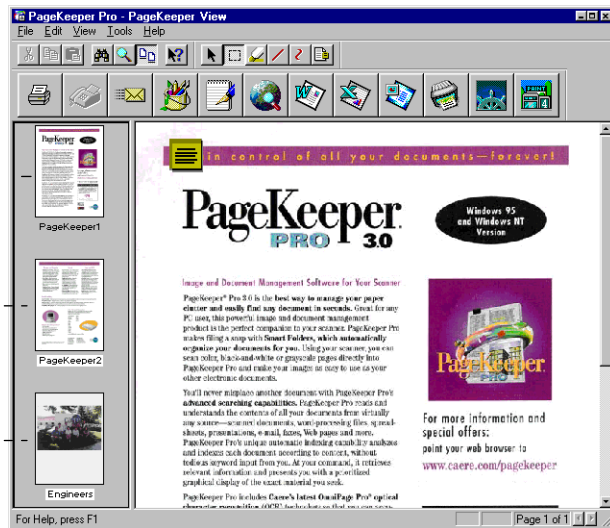 PageKeeper Pro - PageKeeper View
File Edit View Tools Help
PageKeeper1
PageKeeper2
Engineers
in control of all your documents—forever!
PageKeeper
PRO 3.0
Windows 95
and Windows NT
Version
Image and Document Management Software for Your Scanner
PageKeeper® Pro 3.0 is the best way to manage your paper
clutter and easily find any document in seconds. Great for any
PC user, this powerful image and document management
product is the perfect companion to your scanner. PageKeeper Pro
makes filing a snap with Smart Folders, which automatically
organize your documents for you. Using your scanner, you can
scan color, black-and-white or grayscale pages directly into
PageKeeper Pro and make your images as easy to use as your
other electronic documents.
You'll never misplace another document with PageKeeper Pro's
advanced searching capabilities. PageKeeper Pro reads and
understands the contents of all your documents from virtually
any source—scanned documents, word-processing files, spread-
sheets, presentations, e-mail, faxes, Web pages and more.
PageKeeper Pro's unique automatic indexing capability analyzes
and indexes each document according to content, without
tedious keyword input from you. At your command, it retrieves
relevant information and presents you with a prioritized
graphical display of the exact material you seek.
PageKeeper Pro includes Caere's latest OmniPage Pro® optical
character recognition (OCR) technology so that you can
PageKeeper
PRO
For more information and
special offers:
point your web browser to
www.caere.com/pagekeeper
For Help, press F1
Page 1 of 1